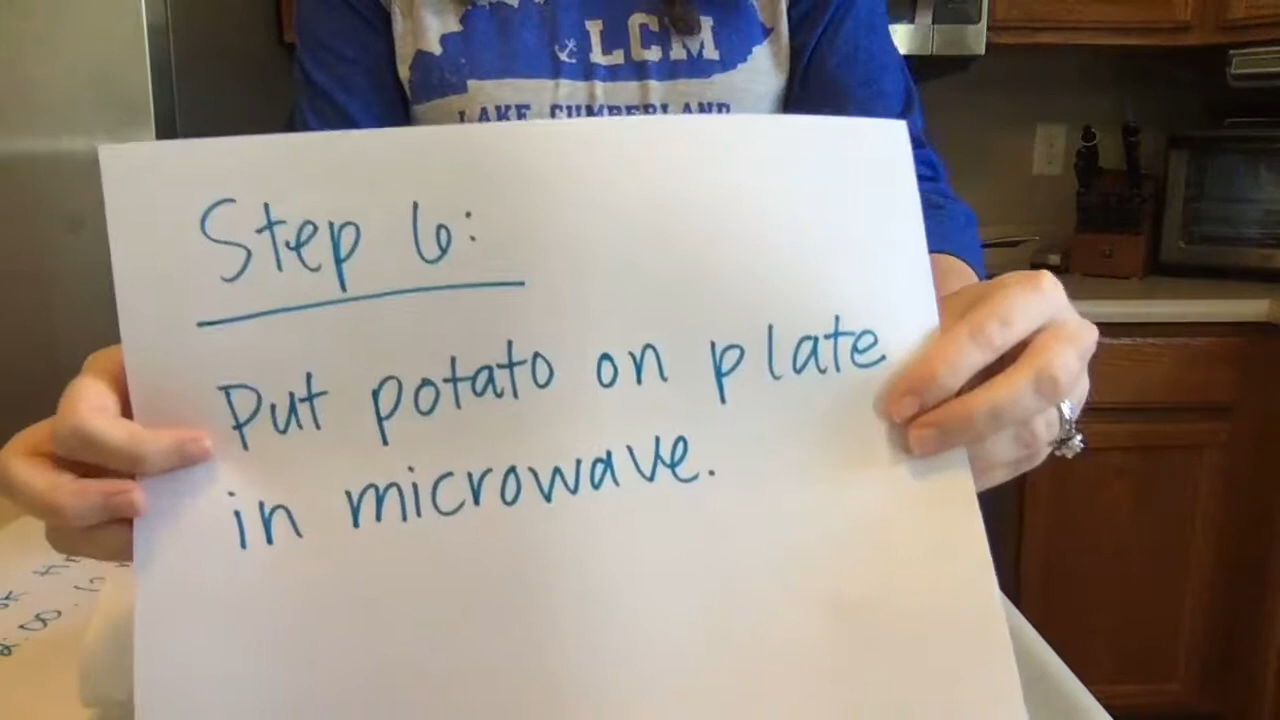 LCM
LAKE CUMBERLAND
Step 6:
Put potato on plate
in microwave.